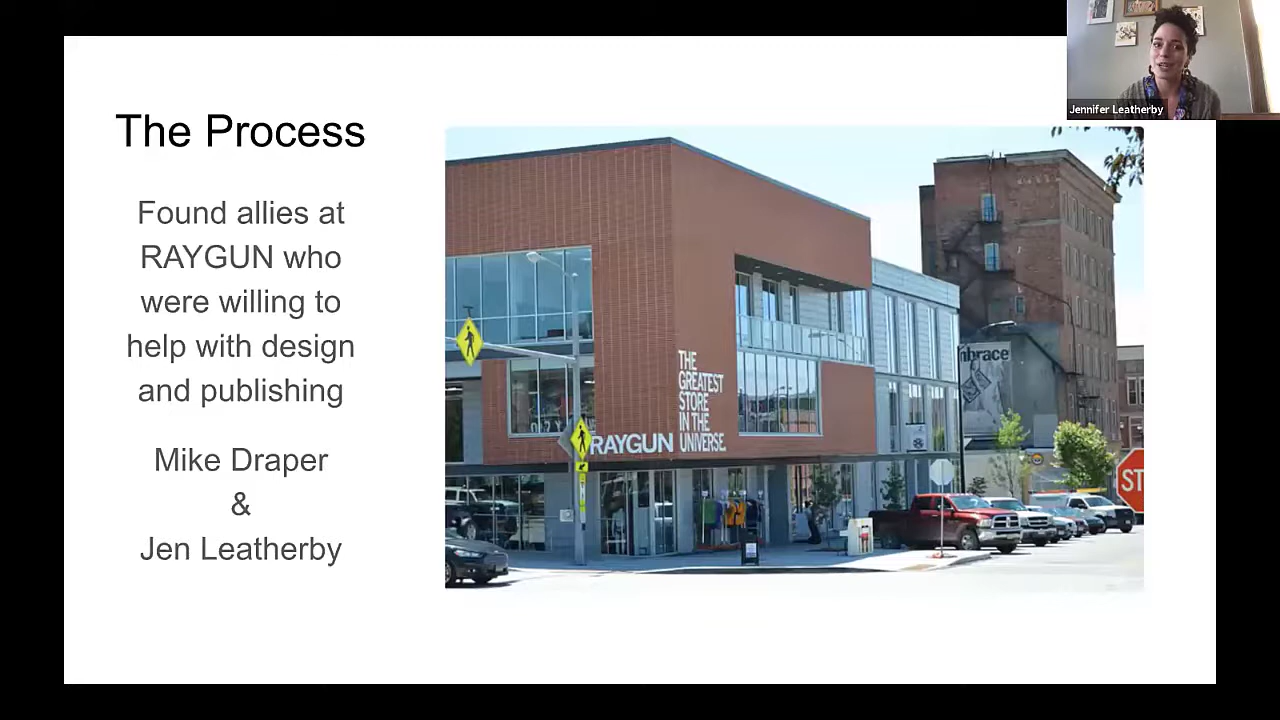 The Process
Found allies at
RAYGUN who
were willing to
help with design
and publishing
Mike Draper
&
Jen Leatherby
THE
GREATEST
STORE
IN THE
UNIVERSE.
RAYGUN
mbrace
ST
Jennifer Leatherby